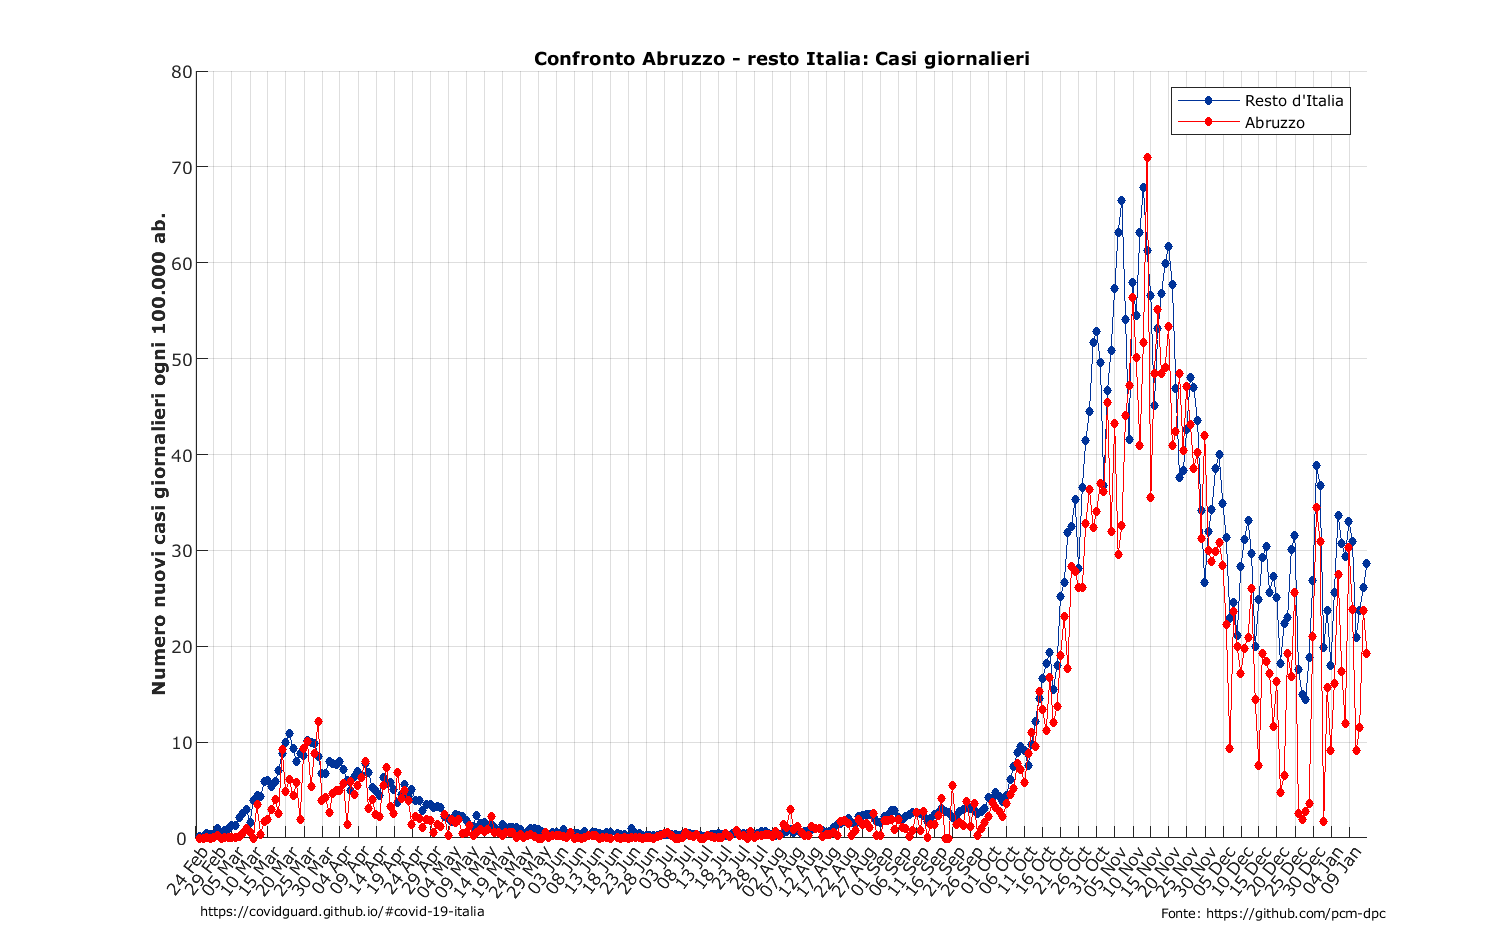 Confronto Abruzzo - resto Italia: Casi giornalieri
Numero nuovi casi giornalieri ogni 100.000 ab.
80
70
60
50
40
30
20
10
0
Resto d'Italia
Abruzzo
24 Feb
29 Feb
05 Mar
10 Mar
15 Mar
20 Mar
25 Mar
30 Mar
04 Apr
09 Apr
14 Apr
19 Apr
24 Apr
29 Apr
04 May
09 May
14 May
19 May
24 May
29 May
03 Jun
08 Jun
13 Jun
18 Jun
23 Jun
28 Jun
03 Jul
08 Jul
13 Jul
18 Jul
23 Jul
28 Jul
02 Aug
07 Aug
12 Aug
17 Aug
22 Aug
27 Aug
01 Sep
06 Sep
11 Sep
16 Sep
21 Sep
26 Sep
01 Oct
06 Oct
11 Oct
16 Oct
21 Oct
26 Oct
31 Oct
05 Nov
10 Nov
15 Nov
20 Nov
25 Nov
30 Nov
05 Dec
10 Dec
15 Dec
20 Dec
25 Dec
30 Dec
04 Jan
09 Jan
https://covidguard.github.io/#covid-19-italia
Fonte: https://github.com/pcm-dpc